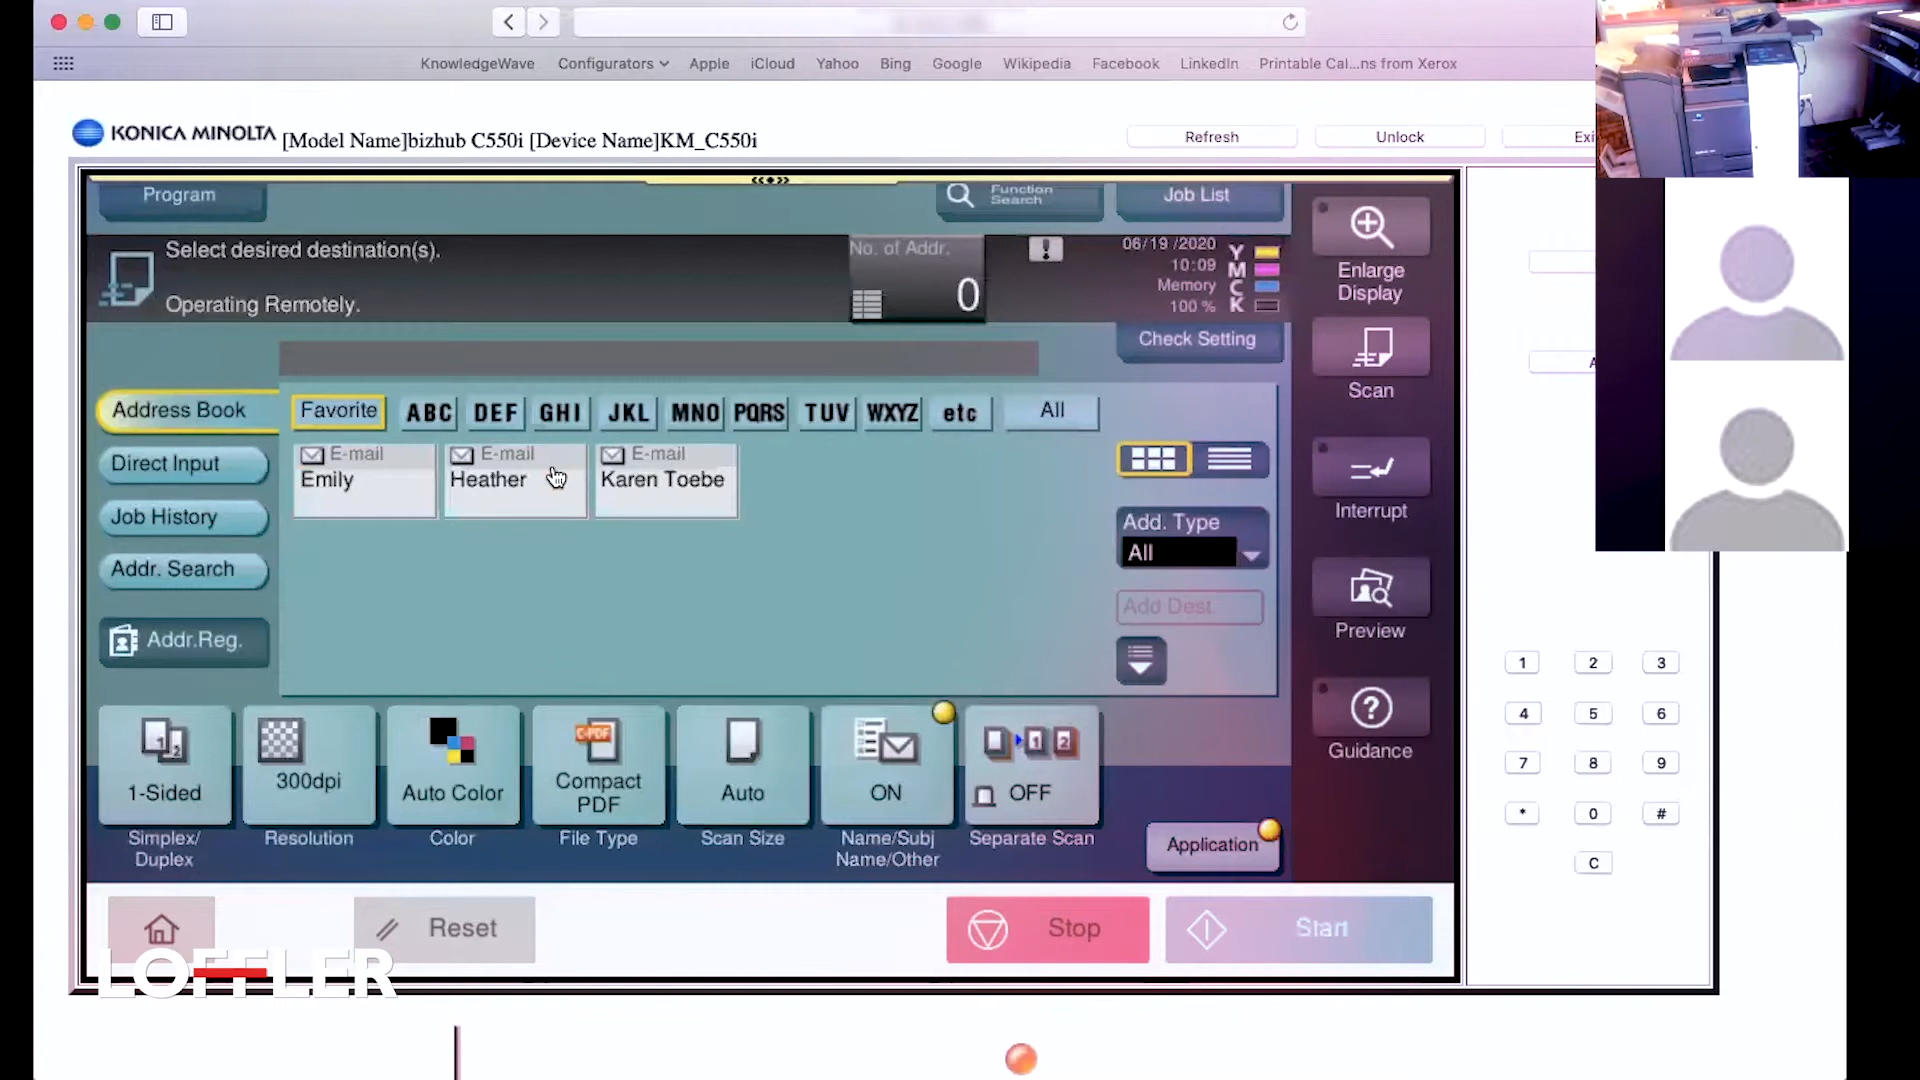 KnowledgeWave Configurators Apple iCloud Yahoo Bing Google Wikipedia Facebook LinkedIn Printable Cal...ns from Xerox
KONICA MINOLTA [Model Name]bizhub C550i [Device Name]KM_C550i
Refresh Unlock
Program
Function Search
Job List
Select desired destination(s).
Operating Remotely.
No. of Addr.
0
06/19/2020
10:09
Memory
100 %
Y
M
C
K
Enlarge
Display
Check Setting
Scan
Address Book
Favorite ABC DEF GHI JKL MNO PQRS TUV WXYZ etc All
Direct Input
E-mail
Emily
E-mail
Heather
E-mail
Karen Toebe
Job History
Interrupt
Add. Type
All
Addr. Search
Add Dest.
Addr.Reg.
Preview
1-Sided
Simplex/
Duplex
300dpi
Resolution
Auto Color
Color
C-PDF
Compact
PDF
File Type
Auto
Scan Size
ON
Name/Subj
Name/Other
OFF
Separate Scan
Application
Guidance
1 2 3
4 5 6
7 8 9
* 0 #
C
Reset
Stop
Start
LOFFLER